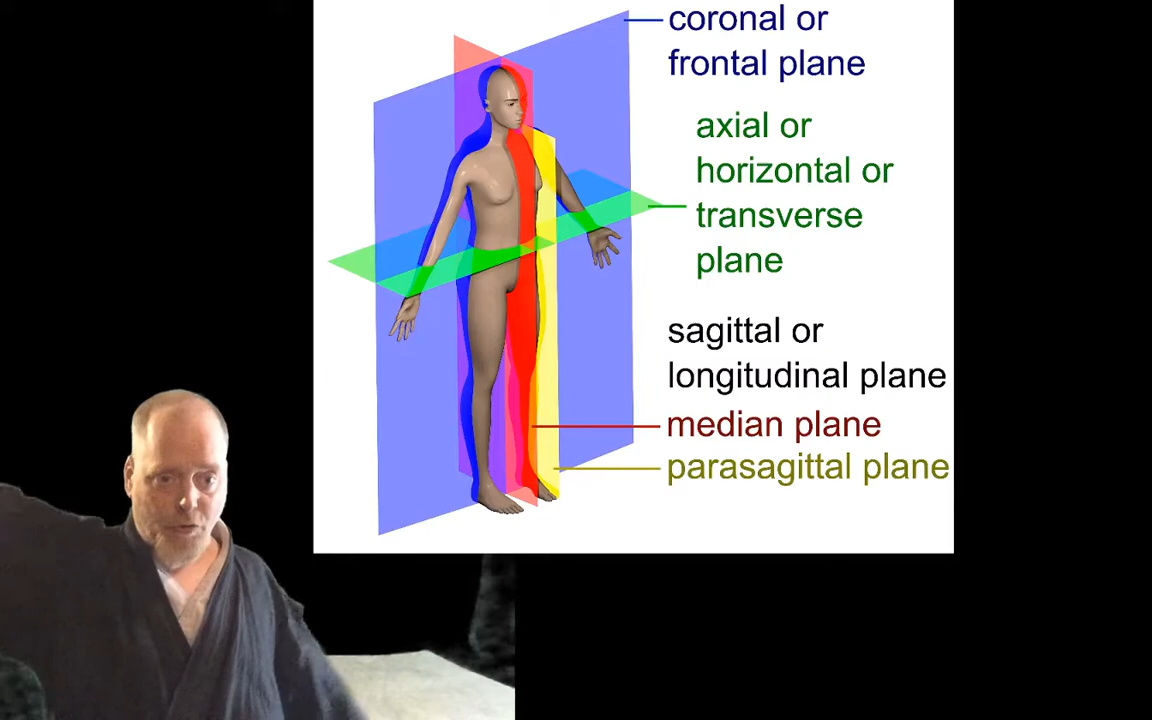 coronal or
frontal plane
axial or
horizontal or
transverse
plane
sagittal or
longitudinal plane
median plane
parasagittal plane